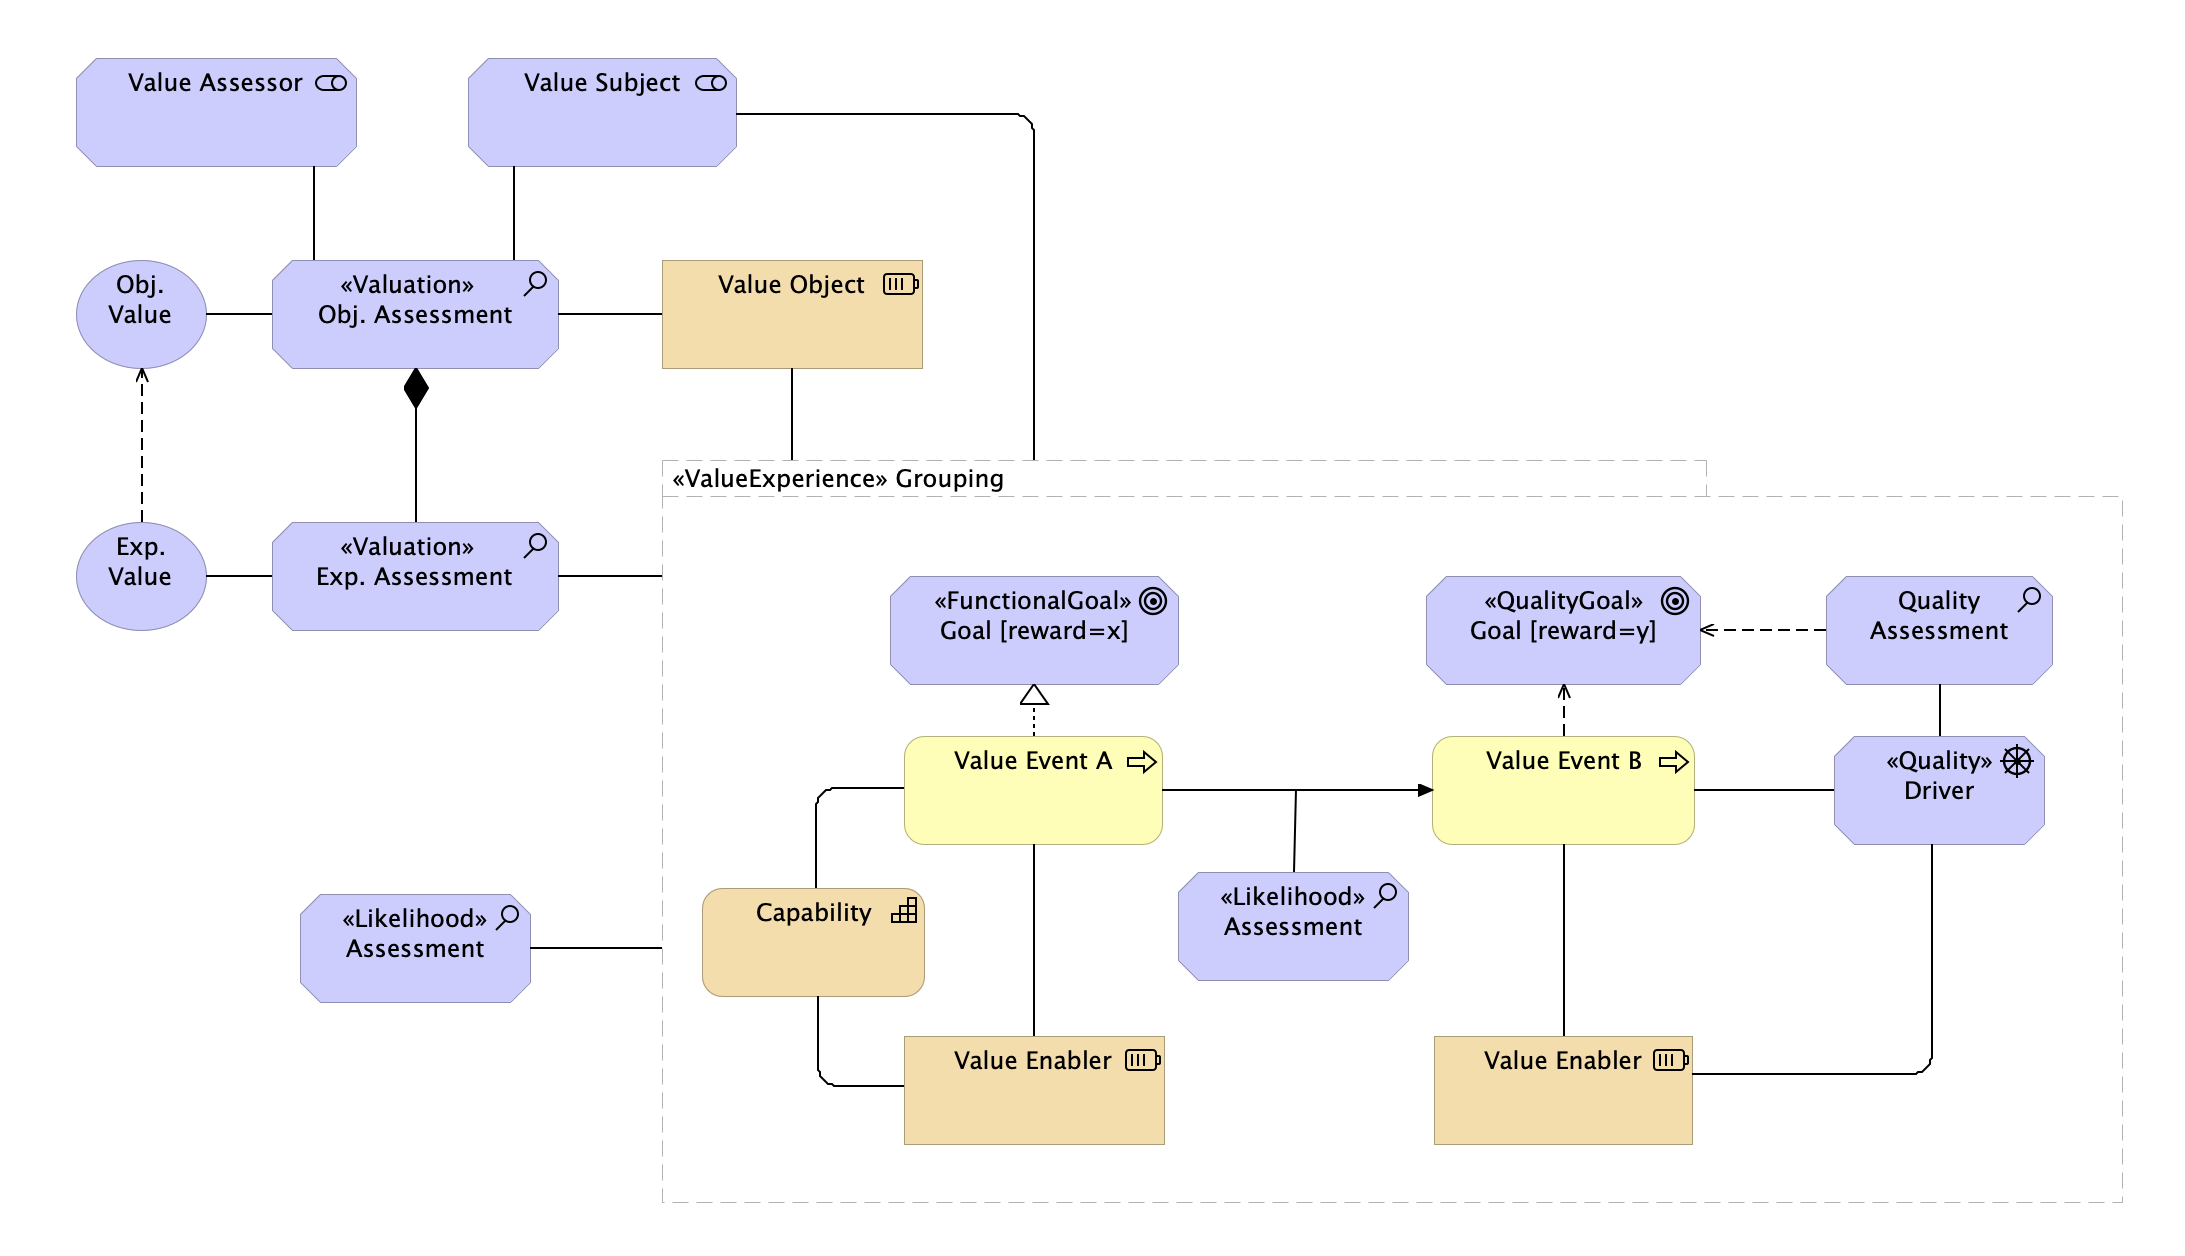 Value Assessor
Value Subject
Obj.
Value
«Valuation»
Obj. Assessment
Value Object
«ValueExperience» Grouping
Exp.
Value
«Valuation»
Exp. Assessment
«FunctionalGoal»
Goal [reward=x]
«QualityGoal»
Goal [reward=y]
Quality
Assessment
Value Event A
Value Event B
«Quality»
Driver
«Likelihood»
Assessment
Capability
«Likelihood»
Assessment
Value Enabler
Value Enabler